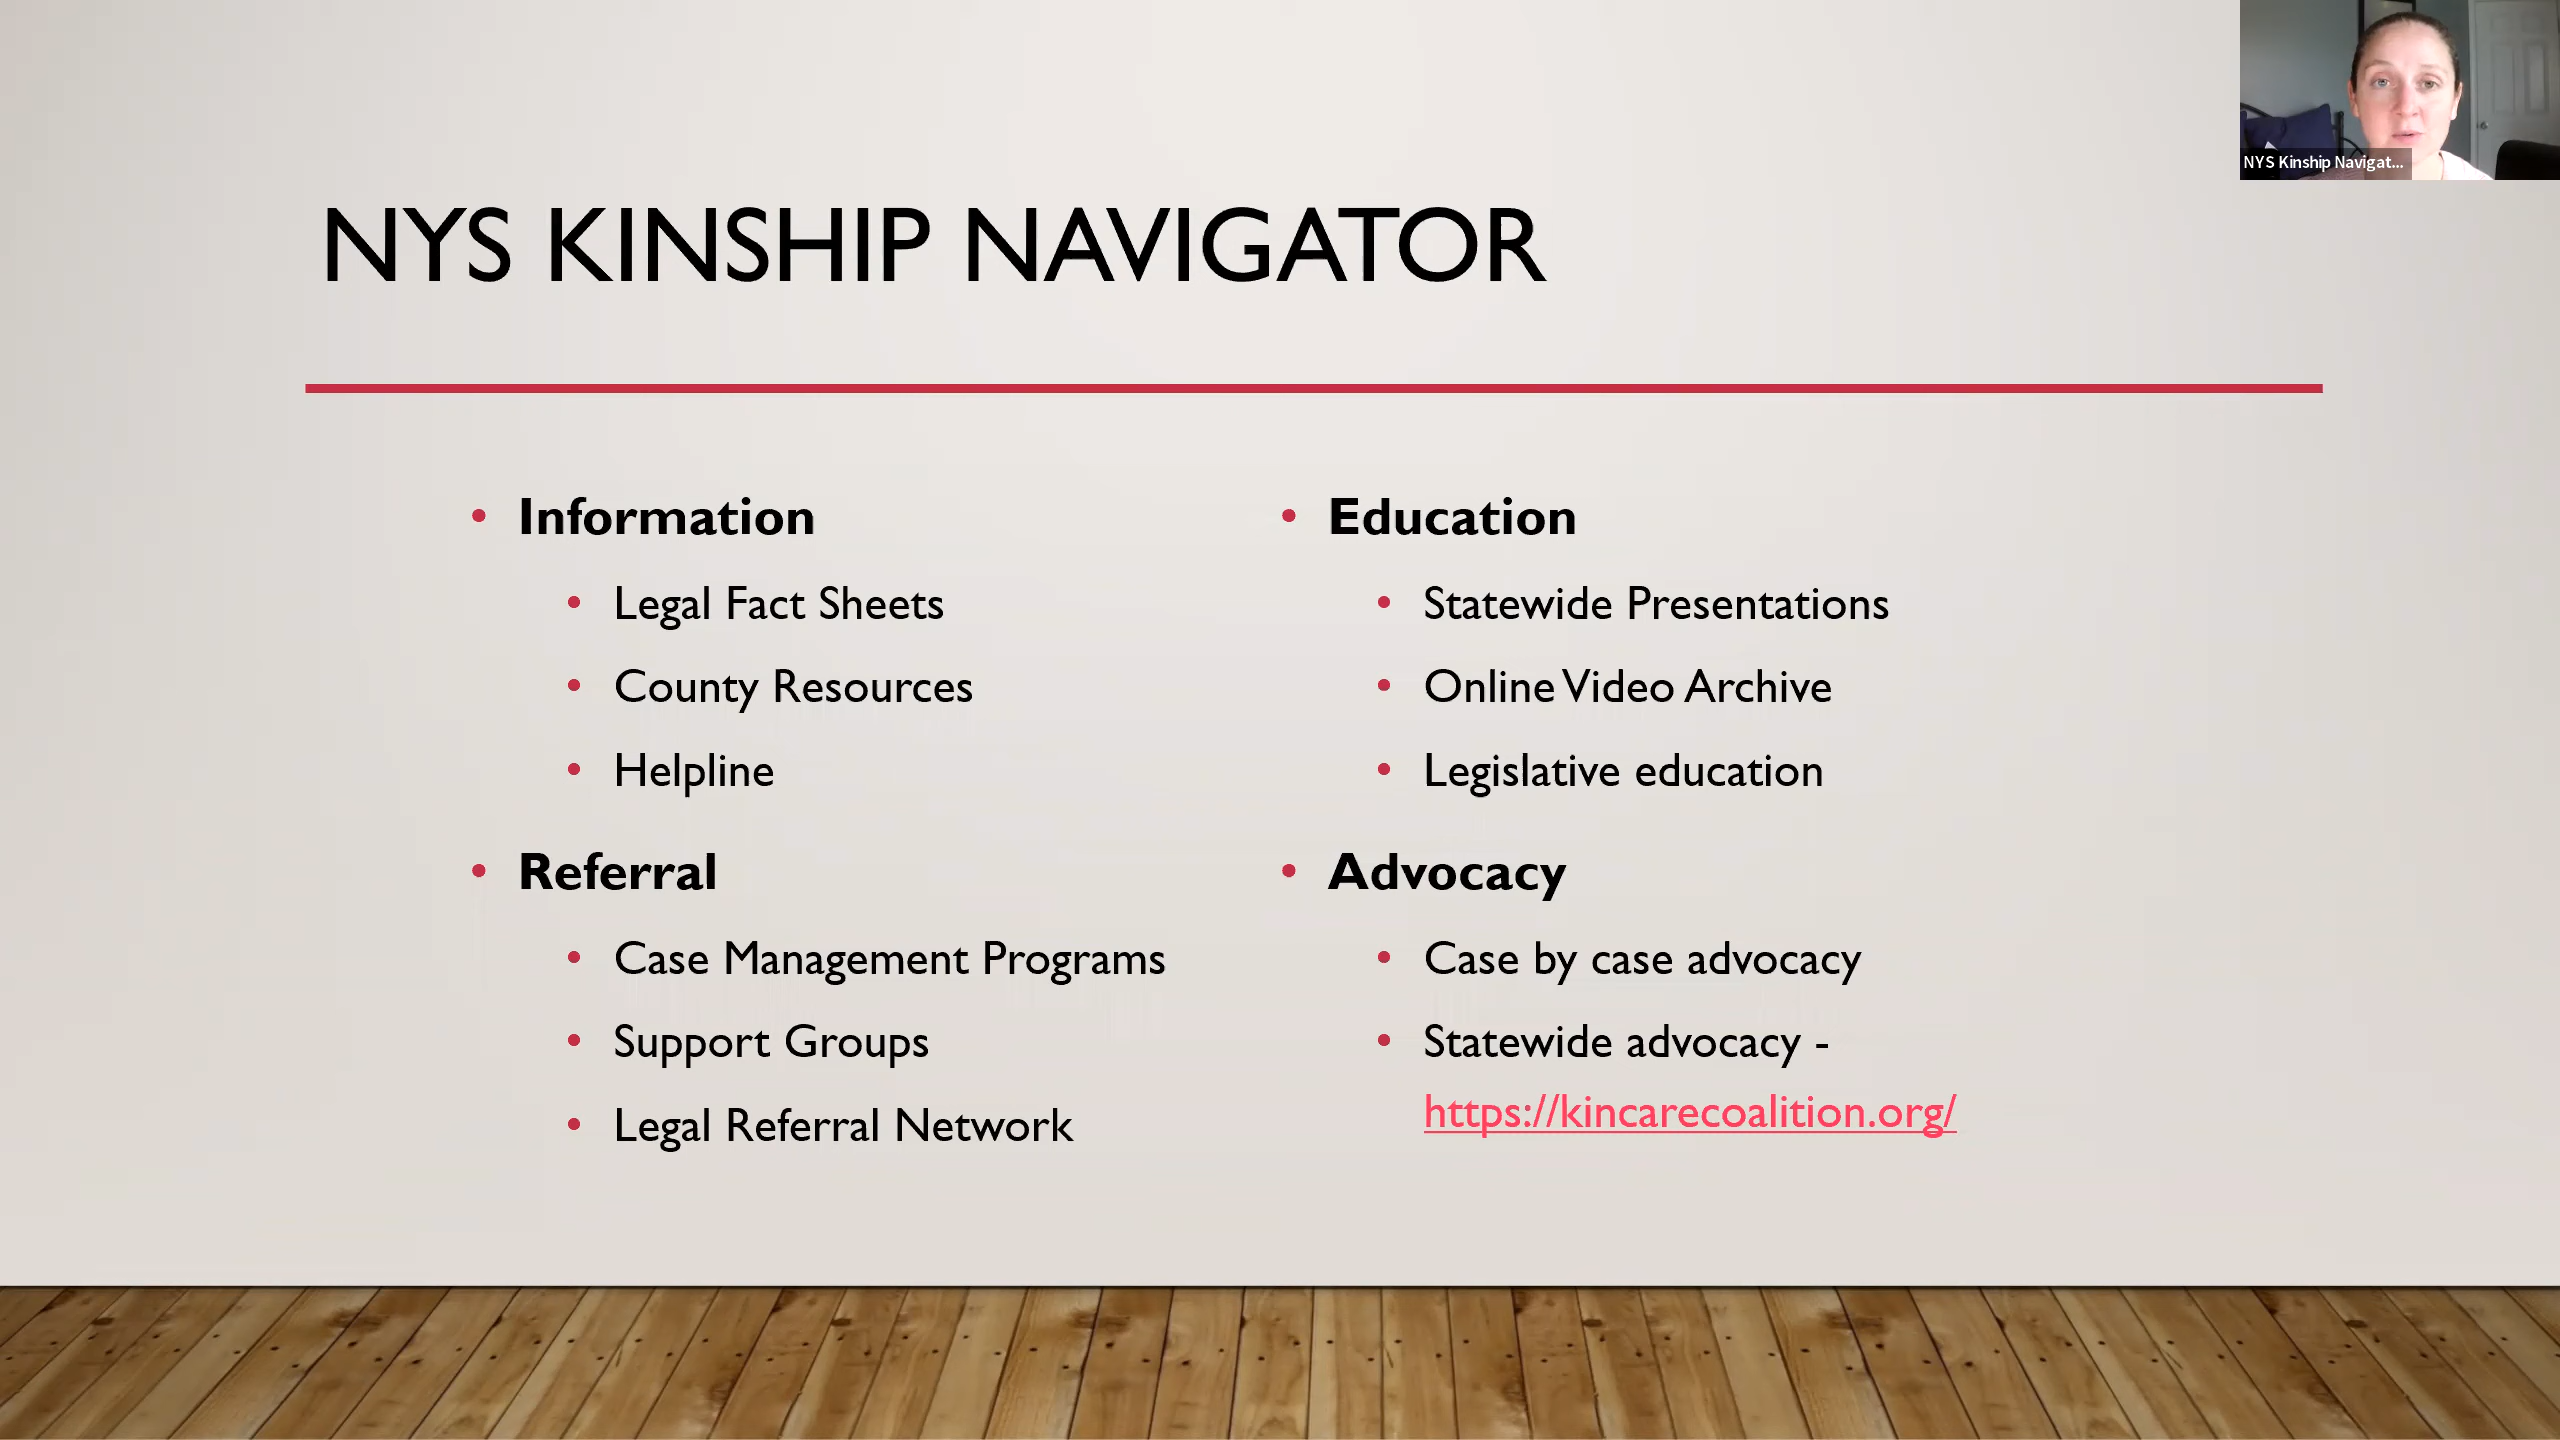 NYS KINSHIP NAVIGATOR
• Information
• Legal Fact Sheets
• County Resources
• Helpline
• Referral
• Case Management Programs
• Support Groups
• Legal Referral Network
• Education
• Statewide Presentations
• Online Video Archive
• Legislative education
• Advocacy
• Case by case advocacy
• Statewide advocacy -
https://kincarecoalition.org/
NYS Kinship Navigat...